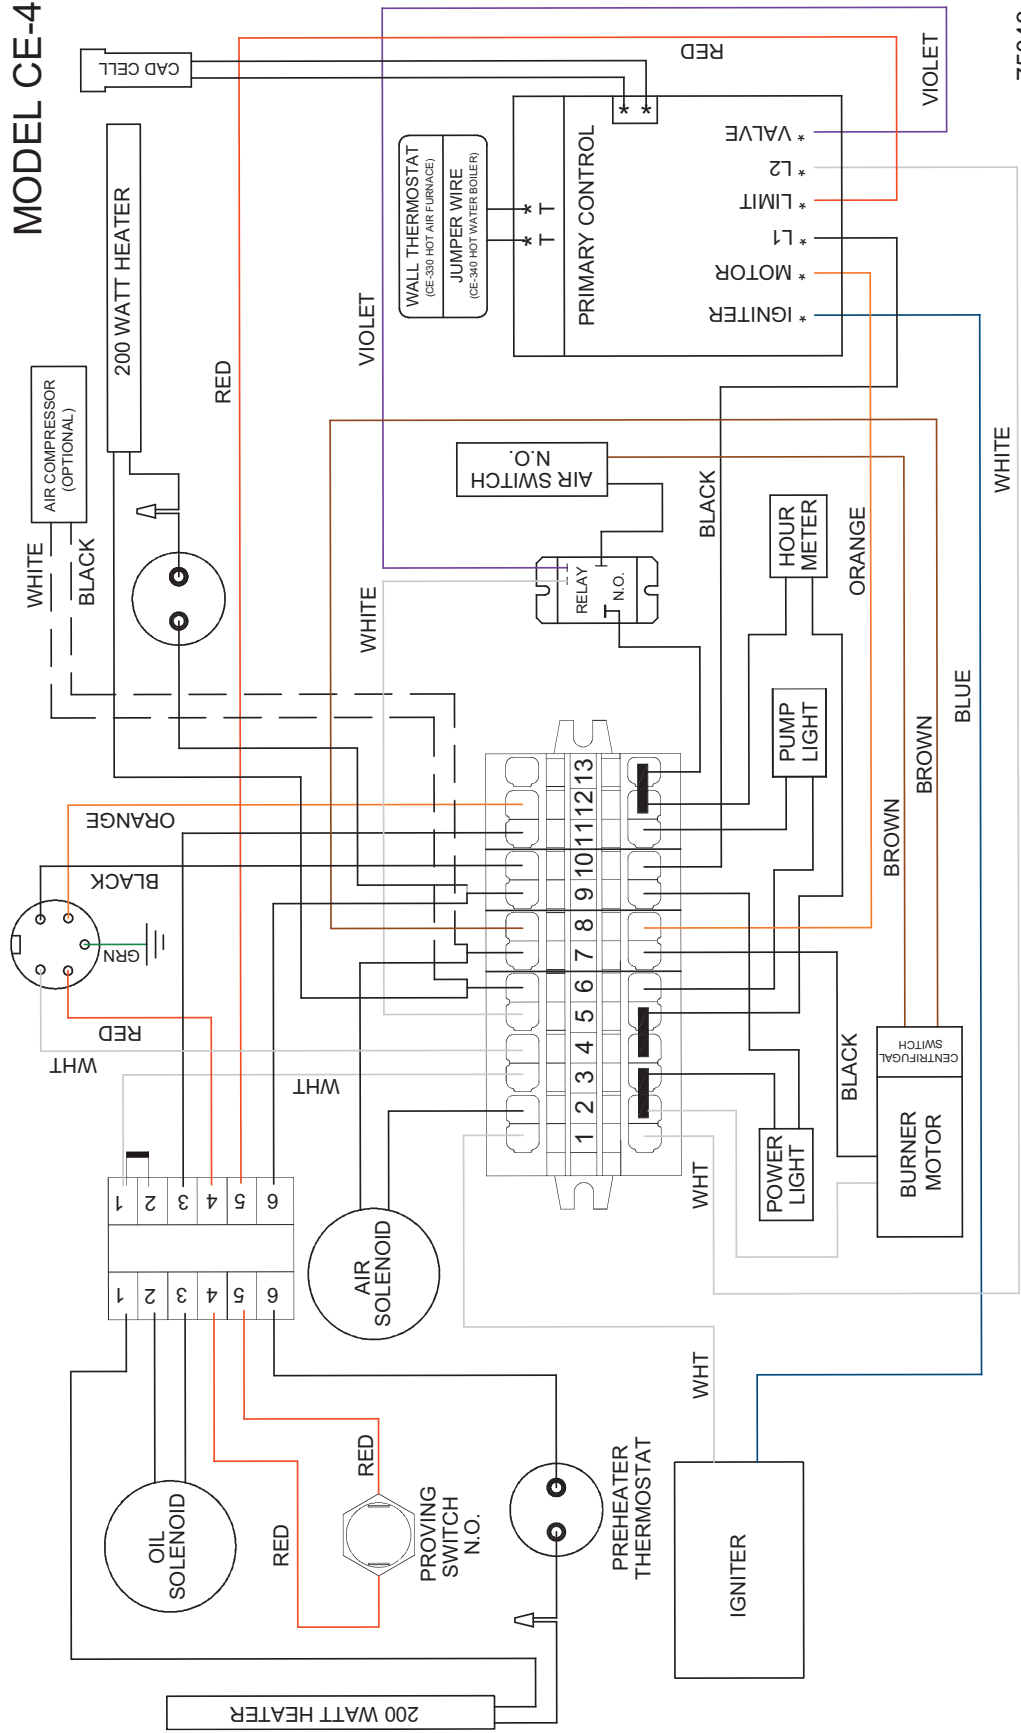 MODEL CE-4
CAD CELL
200 WATT HEATER
AIR COMPRESSOR
(OPTIONAL)
WHITE
BLACK
RED
VIOLET
RED
VIOLET
WALL THERMOSTAT
(CE-330 HOT AIR FURNACE)
JUMPER WIRE
(CE-340 HOT WATER BOILER)
* T
* T
PRIMARY CONTROL
* *
* VALVE
* L2
* LIMIT
* L1
* MOTOR
* IGNITER
WHITE
RELAY
N.O.
AIR SWITCH
N.O.
BLACK
HOUR
METER
ORANGE
WHITE
PUMP
LIGHT
BLUE
BROWN
BROWN
ORANGE
BLACK
GRN
RED
WHT
WHT
1 2 3 4 5 6 7 8 9 10 11 12 13
1 2 3 4 5 6
1 2 3 4 5 6
AIR
SOLENOID
OIL
SOLENOID
RED
RED
PROVING
SWITCH
N.O.
PREHEATER
THERMOSTAT
200 WATT HEATER
WHT
WHT
POWER
LIGHT
BLACK
CENTRIFUGAL
SWITCH
BURNER
MOTOR
IGNITER